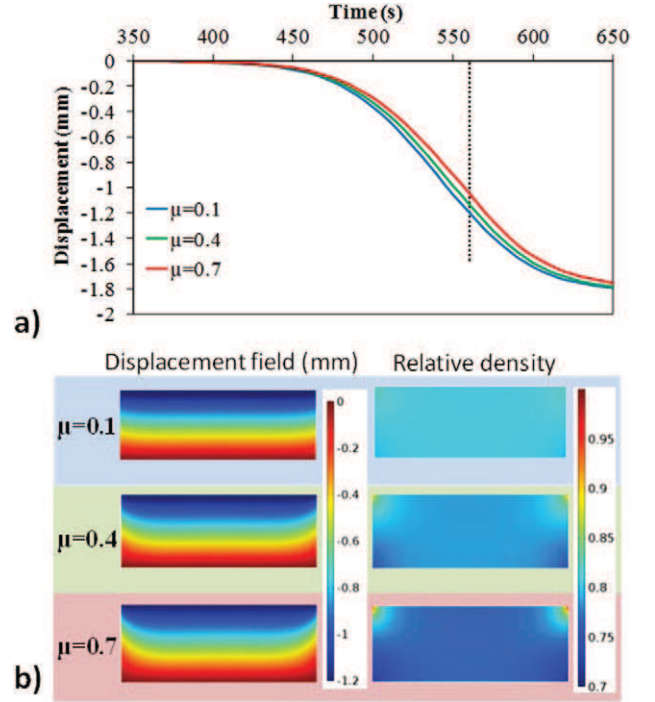 Time (s)
350 400 450 500 550 600 650
Displacement (mm)
0
-0.2
-0.4
-0.6
-0.8
-1
-1.2
-1.4
-1.6
-1.8
-2
μ=0.1
μ=0.4
μ=0.7
a)
Displacement field (mm) Relative density
μ=0.1
μ=0.4
μ=0.7
0
-0.2
-0.4
-0.6
-0.8
-1
-1.2
0.95
0.9
0.85
0.8
0.75
0.7
b)